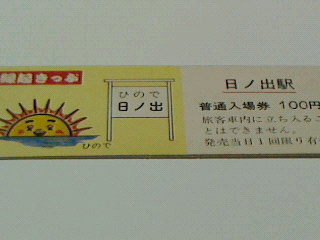 縁起きっぷ
ひので
日ノ出
ひので
日ノ出駅
普通入場券 100円
旅客車内に立ち入るこ
とはできません。
発売当日1回限り有